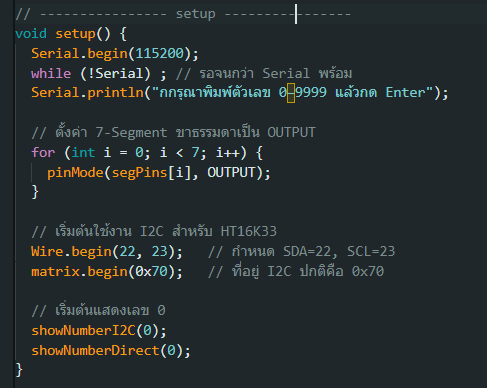 // --------------- setup ---------------
void setup() {
  Serial.begin(115200);
  while (!Serial) ; // รอจนกว่า Serial พร้อม
  Serial.println("กกรุณาพิมพ์ตัวเลข 0–9999 แล้วกด Enter");

  // ตั้งค่า 7-Segment ขาธรรมดาเป็น OUTPUT
  for (int i = 0; i < 7; i++) {
    pinMode(segPins[i], OUTPUT);
  }

  // เริ่มต้นใช้งาน I2C สำหรับ HT16K33
  Wire.begin(22, 23);   // กำหนด SDA=22, SCL=23
  matrix.begin(0x70);   // ที่อยู่ I2C ปกติคือ 0x70

  // เริ่มต้นแสดงเลข 0
  showNumberI2C(0);
  showNumberDirect(0);
}